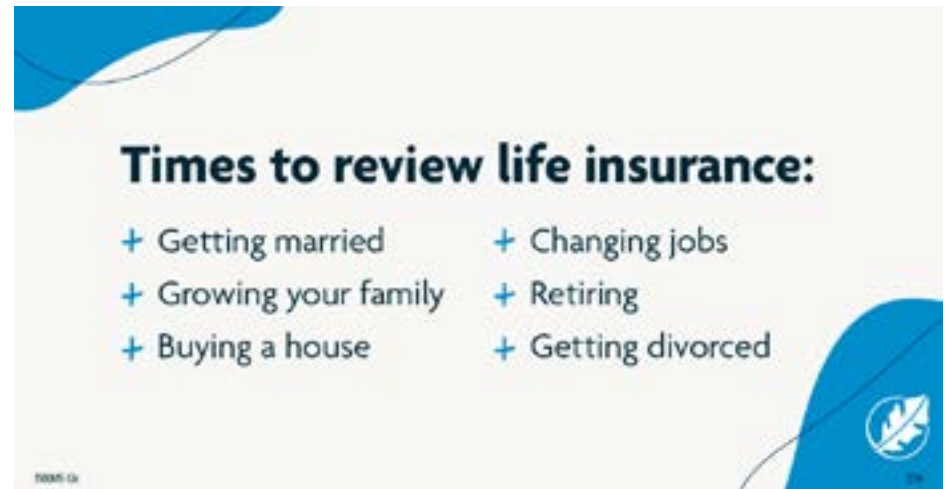 Times to review life insurance:
+ Getting married
+ Growing your family
+ Buying a house
+ Changing jobs
+ Retiring
+ Getting divorced